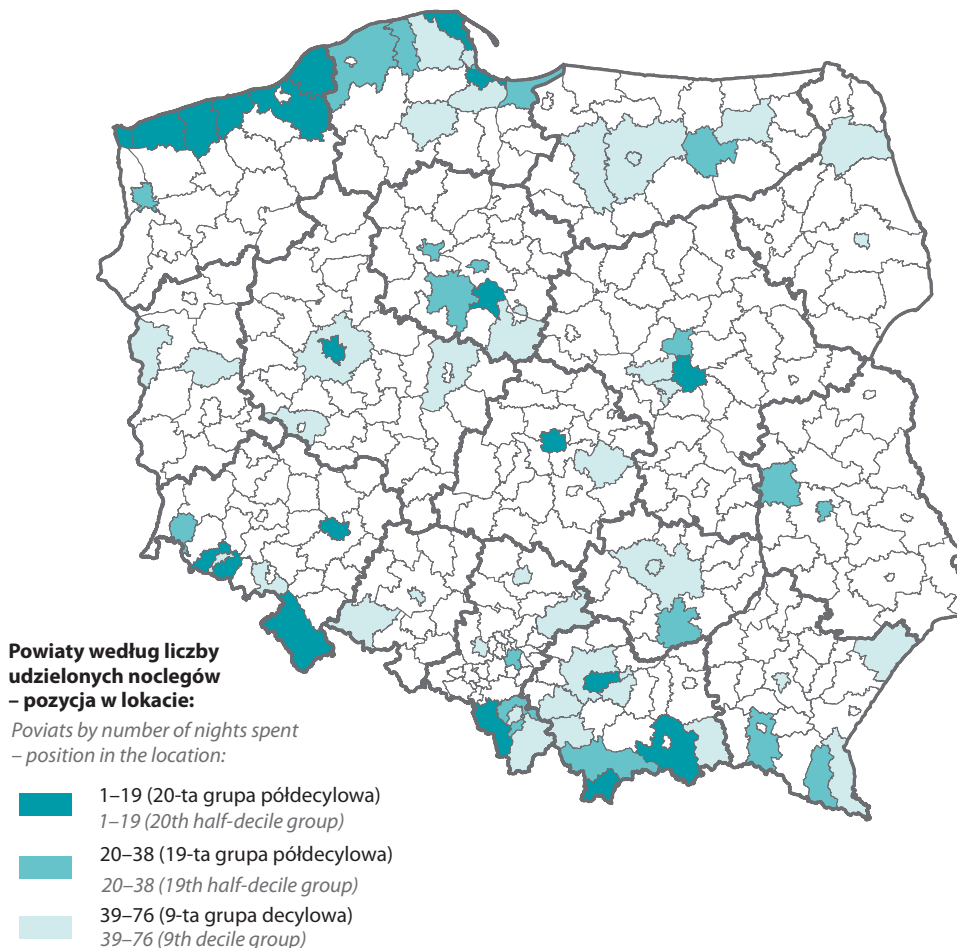 Powiaty według liczby
udzielonych noclegów
– pozycja w lokacie:
Poviats by number of nights spent
– position in the location:
1–19 (20-ta grupa półdecylowa)
1–19 (20th half-decile group)
20–38 (19-ta grupa półdecylowa)
20–38 (19th half-decile group)
39–76 (9-ta grupa decylowa)
39–76 (9th decile group)